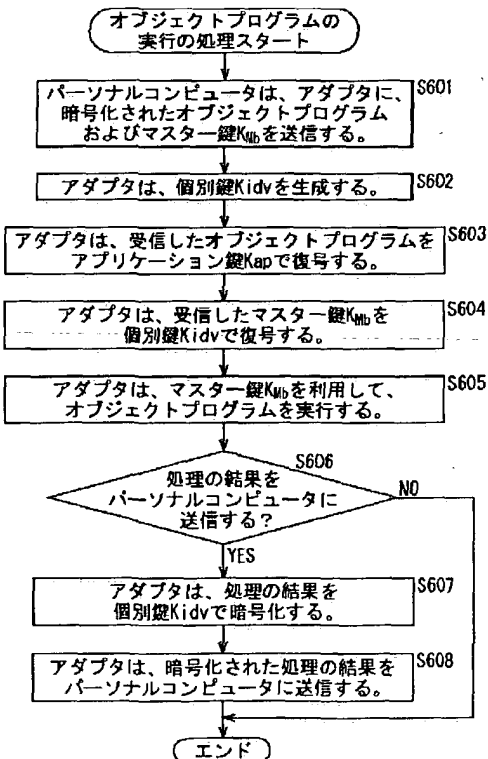 オブジェクトプログラムの
実行の処理スタート
S601
パーソナルコンピュータは、アダプタに、
暗号化されたオブジェクトプログラム
およびマスター鍵KMbを送信する。
S602
アダプタは、個別鍵Kidvを生成する。
S603
アダプタは、受信したオブジェクトプログラムを
アプリケーション鍵Kapで復号する。
S604
アダプタは、受信したマスター鍵KMbを
個別鍵Kidvで復号する。
S605
アダプタは、マスター鍵KMbを利用して、
オブジェクトプログラムを実行する。
S606
処理の結果を
パーソナルコンピュータに
送信する?
NO
YES
S607
アダプタは、処理の結果を
個別鍵Kidvで暗号化する。
S608
アダプタは、暗号化された処理の結果を
パーソナルコンピュータに送信する。
エンド